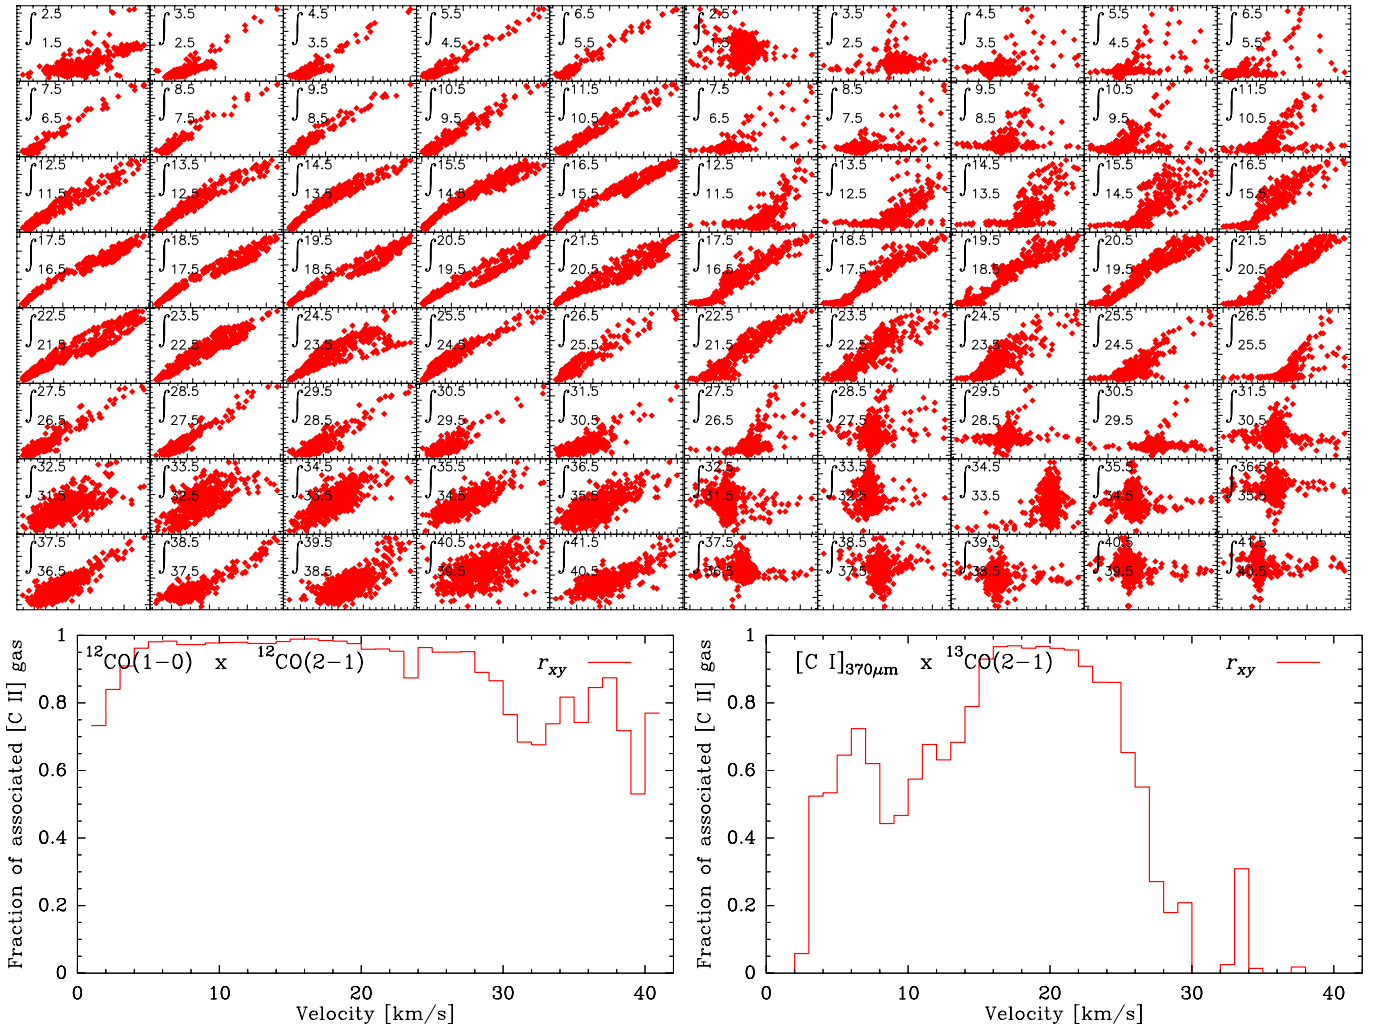 ∫ 2.5 1.5 ∫ 3.5 2.5 ∫ 4.5 3.5 ∫ 5.5 4.5 ∫ 6.5 5.5 ∫ 2.5 ∫ 3.5 2.5 ∫ 4.5 3.5 ∫ 5.5 4.5 ∫ 6.5 5.5
∫ 7.5 6.5 ∫ 8.5 7.5 ∫ 9.5 8.5 ∫ 10.5 9.5 ∫ 11.5 10.5 ∫ 7.5 6.5 ∫ 8.5 7.5 ∫ 9.5 8.5 ∫ 10.5 9.5 ∫ 11.5 10.5
∫ 12.5 11.5 ∫ 13.5 12.5 ∫ 14.5 13.5 ∫ 15.5 14.5 ∫ 16.5 15.5 ∫ 12.5 11.5 ∫ 13.5 12.5 ∫ 14.5 13.5 ∫ 15.5 14.5 ∫ 16.5 15.5
∫ 17.5 16.5 ∫ 18.5 17.5 ∫ 19.5 18.5 ∫ 20.5 19.5 ∫ 21.5 20.5 ∫ 17.5 16.5 ∫ 18.5 17.5 ∫ 19.5 18.5 ∫ 20.5 19.5 ∫ 21.5 20.5
∫ 22.5 21.5 ∫ 23.5 22.5 ∫ 24.5 23.5 ∫ 25.5 24.5 ∫ 26.5 25.5 ∫ 22.5 21.5 ∫ 23.5 22.5 ∫ 24.5 23.5 ∫ 25.5 24.5 ∫ 26.5 25.5
∫ 27.5 26.5 ∫ 28.5 27.5 ∫ 29.5 28.5 ∫ 30.5 29.5 ∫ 31.5 30.5 ∫ 27.5 26.5 ∫ 28.5 27.5 ∫ 29.5 28.5 ∫ 30.5 29.5 ∫ 31.5 30.5
∫ 32.5 31.5 ∫ 33.5 32.5 ∫ 34.5 33.5 ∫ 35.5 34.5 ∫ 36.5 35.5 ∫ 32.5 31.5 ∫ 33.5 32.5 ∫ 34.5 33.5 ∫ 35.5 34.5 ∫ 36.5 35.5
∫ 37.5 36.5 ∫ 38.5 37.5 ∫ 39.5 38.5 ∫ 40.5 39.5 ∫ 41.5 40.5 ∫ 37.5 36.5 ∫ 38.5 37.5 ∫ 39.5 38.5 ∫ 40.5 39.5 ∫ 41.5 40.5
Fraction of associated [C II] gas
1
0.8
0.6
0.4
0.2
0
¹²CO(1−0) x ¹²CO(2−1) r_xy
0 10 20 30 40
Velocity [km/s]
Fraction of associated [C II] gas
1
0.8
0.6
0.4
0.2
0
[C I]₃₇₀μm x ¹³CO(2−1) r_xy
0 10 20 30 40
Velocity [km/s]